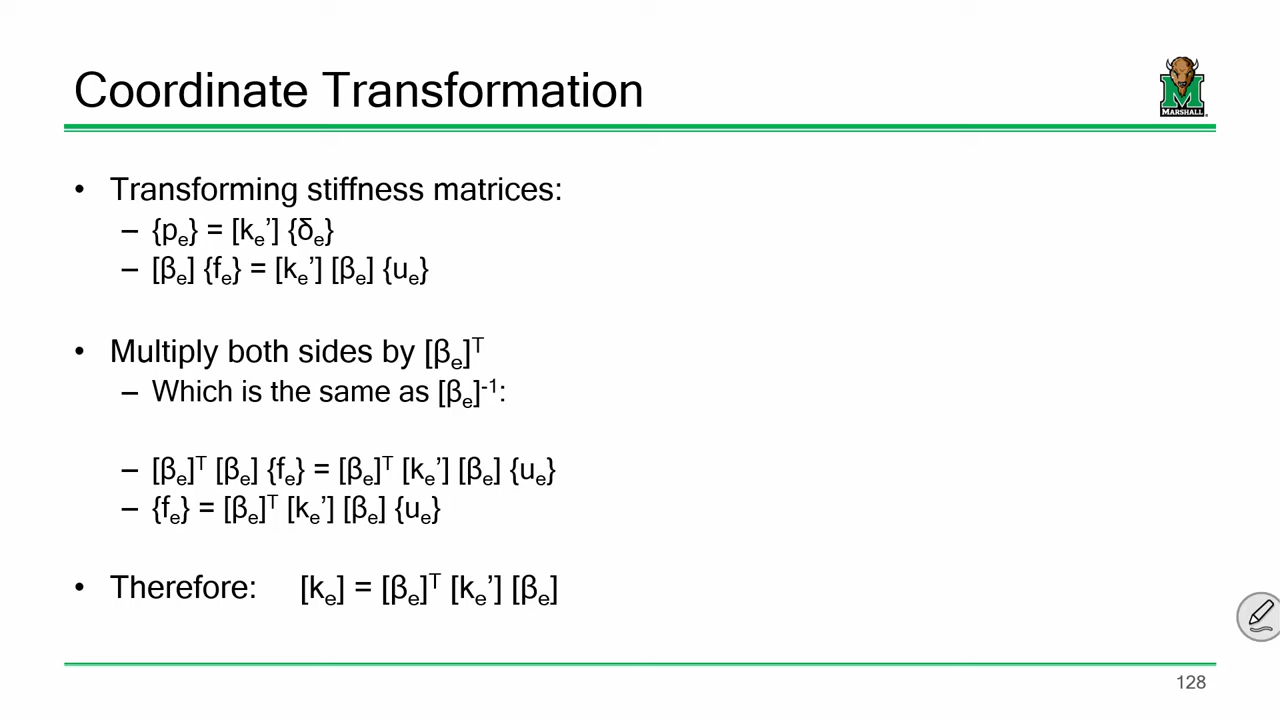 Coordinate Transformation
MARSHALL
• Transforming stiffness matrices:
– {pₑ} = [kₑ’] {δₑ}
– [βₑ] {fₑ} = [kₑ’] [βₑ] {uₑ}
• Multiply both sides by [βₑ]ᵀ
– Which is the same as [βₑ]⁻¹:
– [βₑ]ᵀ [βₑ] {fₑ} = [βₑ]ᵀ [kₑ’] [βₑ] {uₑ}
– {fₑ} = [βₑ]ᵀ [kₑ’] [βₑ] {uₑ}
• Therefore: [kₑ] = [βₑ]ᵀ [kₑ’] [βₑ]
128